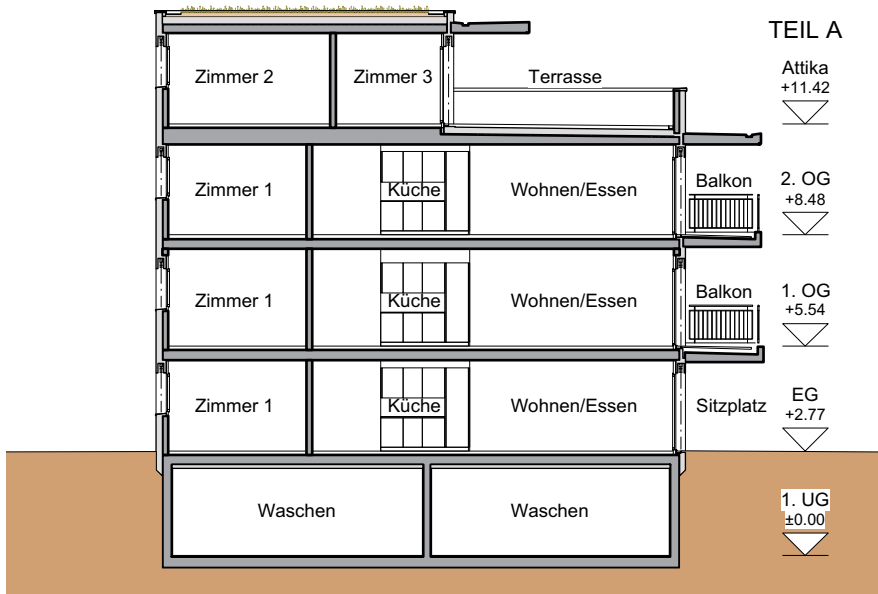 TEIL A
Attika
+11.42
Zimmer 2 Zimmer 3 Terrasse
2. OG
+8.48
Zimmer 1 Küche Wohnen/Essen Balkon
1. OG
+5.54
Zimmer 1 Küche Wohnen/Essen Balkon
EG
+2.77
Zimmer 1 Küche Wohnen/Essen Sitzplatz
1. UG
±0.00
Waschen Waschen